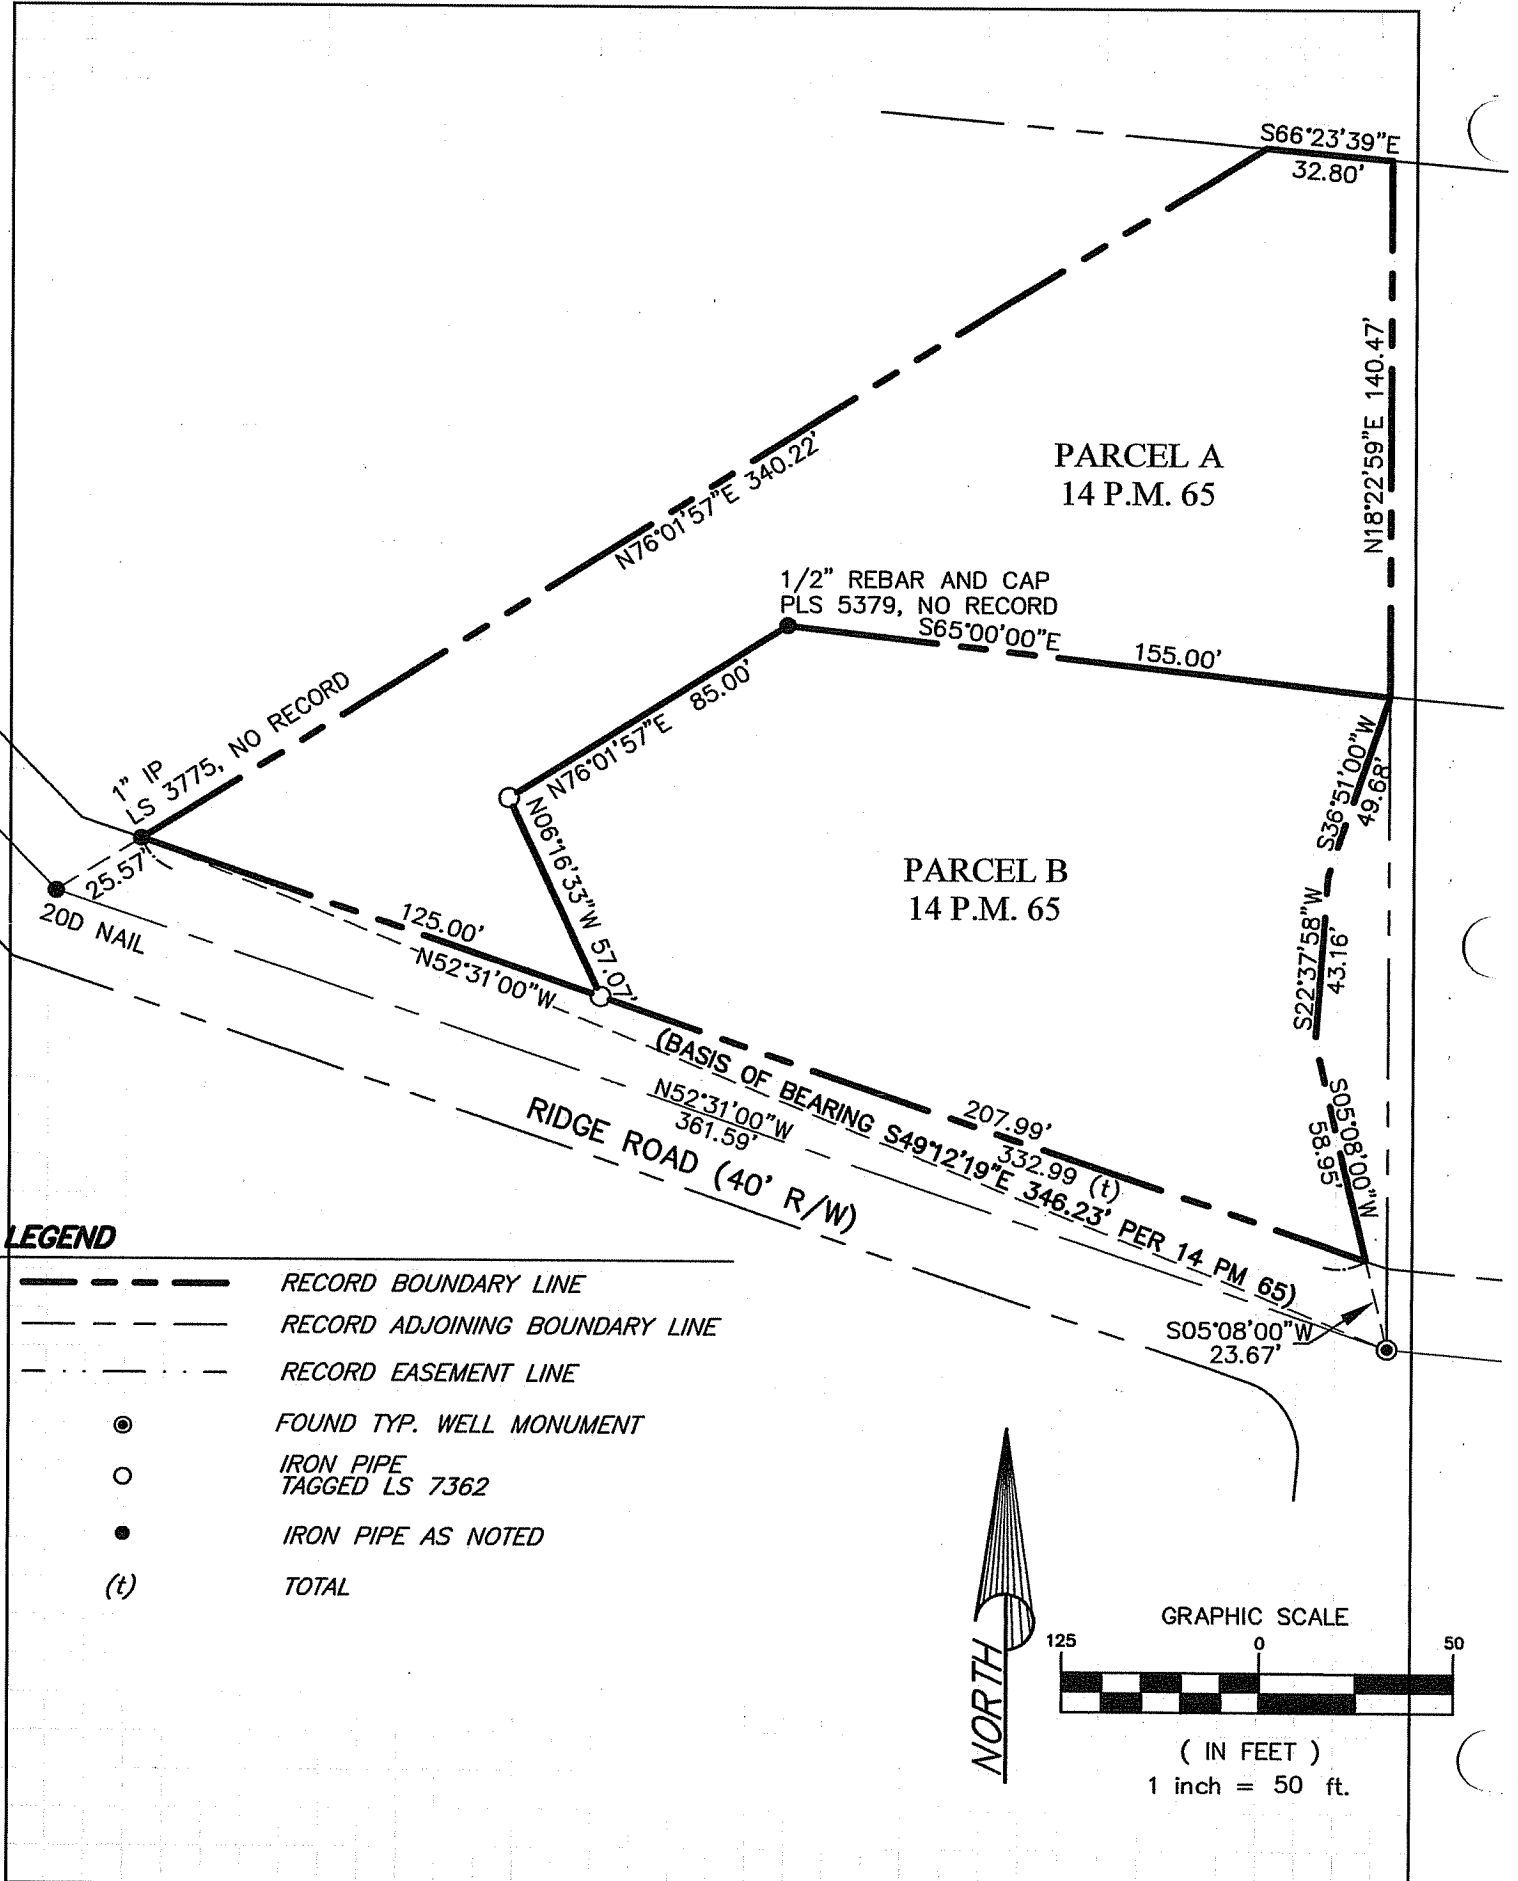 S66°23'39"E
32.80'
N18°22'59"E 140.47'
PARCEL A
14 P.M. 65
N76°01'57"E 340.22'
1/2" REBAR AND CAP
PLS 5379, NO RECORD
S65°00'00"E
155.00'
N76°01'57"E 85.00'
1" IP
LS 3775, NO RECORD
S36°51'00"W
49.68'
N06°16'33"W 57.07'
PARCEL B
14 P.M. 65
25.57'
20D NAIL
125.00'
N52°31'00"W
S22°37'58"W
43.16'
(BASIS OF BEARING S49°12'19"E 346.23' PER 14 PM 65)
N52°31'00"W
361.59'
207.99'
332.99 (t)
S05°08'00"W
58.95'
RIDGE ROAD (40' R/W)
S05°08'00"W
23.67'
LEGEND
RECORD BOUNDARY LINE
RECORD ADJOINING BOUNDARY LINE
RECORD EASEMENT LINE
FOUND TYP. WELL MONUMENT
IRON PIPE
TAGGED LS 7362
IRON PIPE AS NOTED
(t) TOTAL
NORTH
GRAPHIC SCALE
125 0 50
( IN FEET )
1 inch = 50 ft.